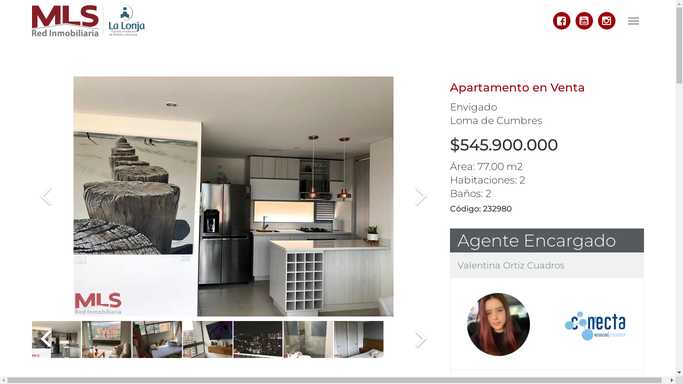 MLS
Red Inmobiliaria
La Lonja
Apartamento en Venta
Envigado
Loma de Cumbres
$545.900.000
Área: 77.00 m2
Habitaciones: 2
Baños: 2
Código: 232980
MLS
Red Inmobiliaria
Agente Encargado
Valentina Ortiz Cuadros
conecta